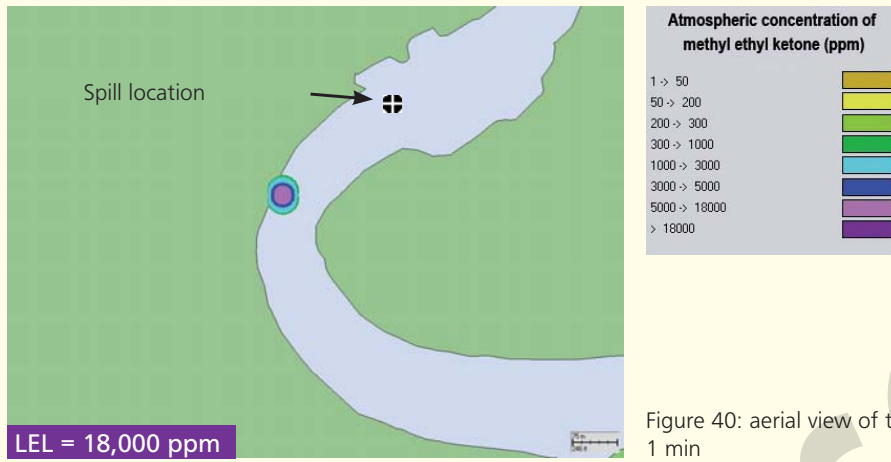 Spill location
LEL = 18,000 ppm
Atmospheric concentration of
methyl ethyl ketone (ppm)
1 -> 50
50 -> 200
200 -> 300
300 -> 1000
1000 -> 3000
3000 -> 5000
5000 -> 18000
> 18000
Figure 40: aerial view of
1 min